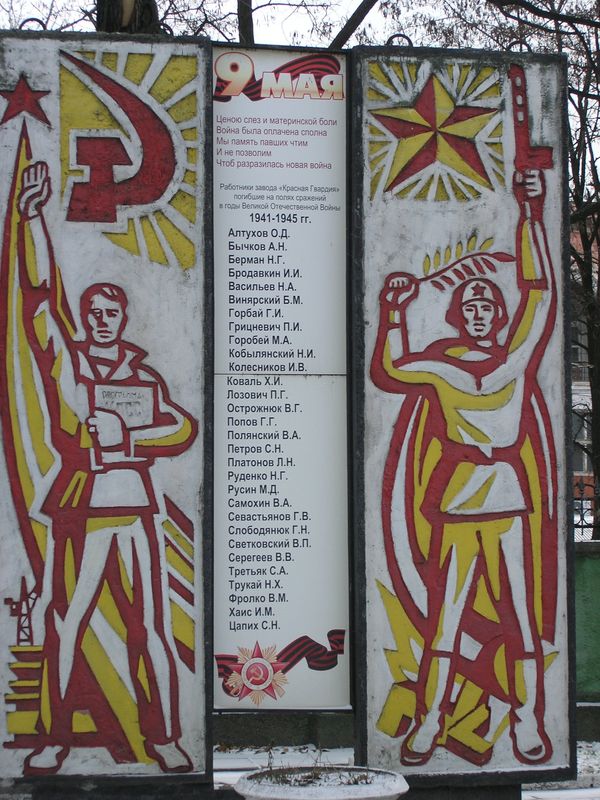 9 МАЯ
Ценою слез и материнской боли
Война была оплачена сполна
Мы память павших чтим
И не позволим
Чтоб разразилась новая война
Работники завода «Красная Гвардия»
погибшие на полях сражений
в годы Великой Отечественной Войны
1941-1945 гг.
Алтухов О.Д.
Бычков А.Н.
Берман Н.Г.
Бродавкин И.И.
Васильев Н.А.
Винярский Б.М.
Горбай Г.И.
Грицневич П.И.
Горобей М.А.
Кобылянский Н.И.
Колесников И.В.
Коваль Х.И.
Лозович П.Г.
Острожнюк В.Г.
Попов Г.Г.
Полянский В.А.
Петров С.Н.
Платонов Л.Н.
Руденко Н.Г.
Русин М.Д.
Самохин В.А.
Севастьянов Г.В.
Слободянюк Г.Н.
Светковский В.П.
Серегеев В.В.
Третьяк С.А.
Трукай Н.Х.
Фролко В.М.
Хаис И.М.
Цапих С.Н.